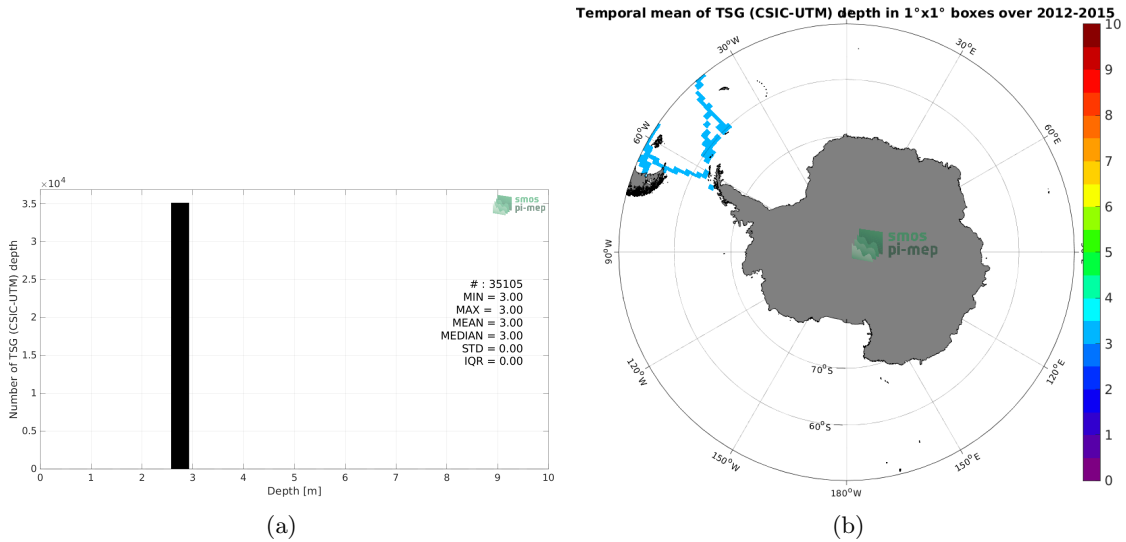 Temporal mean of TSG (CSIC-UTM) depth in 1°x1° boxes over 2012-2015
×10⁴
3.5
3
2.5
2
1.5
1
0.5
0
Number of TSG (CSIC-UTM) depth
0 1 2 3 4 5 6 7 8 9 10
Depth [m]
smos
pi-mep
# : 35105
MIN = 3.00
MAX = 3.00
MEAN = 3.00
MEDIAN = 3.00
STD = 0.00
IQR = 0.00
(a)
30°W
30°E
60°W
60°E
90°W
120°W
120°E
150°W
150°E
180°W
70°S
60°S
smos
pi-mep
10
9
8
7
6
5
4
3
2
1
0
(b)